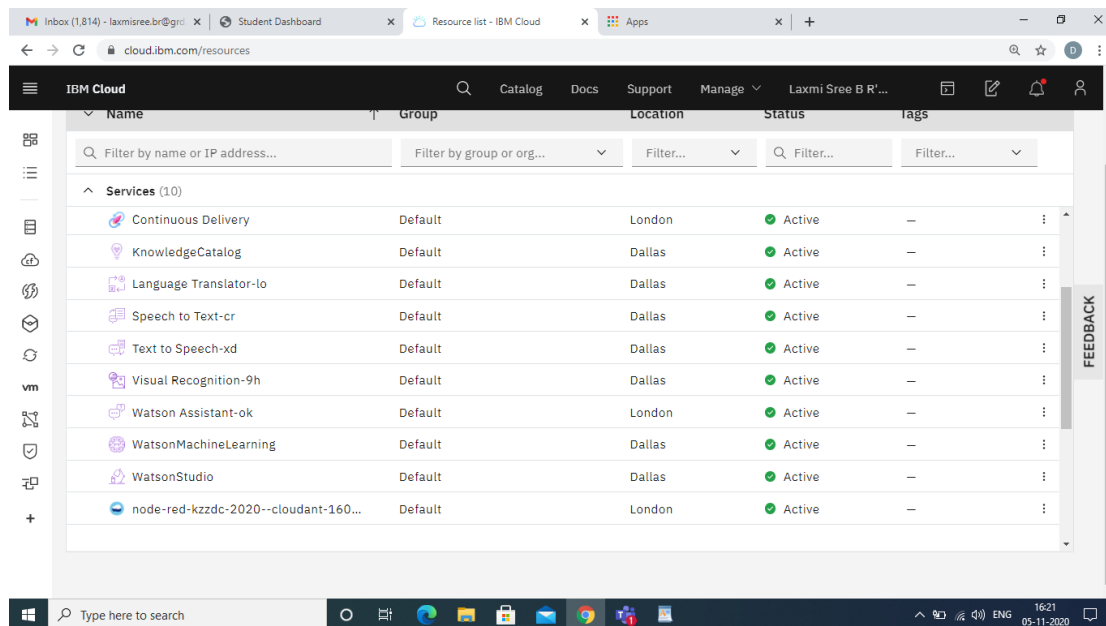 Inbox (1,814) - laxmisree.br@grd Student Dashboard Resource list - IBM Cloud Apps
cloud.ibm.com/resources D
IBM Cloud Catalog Docs Support Manage Laxmi Sree B R'...
Name Group Location Status Tags
Filter by name or IP address... Filter by group or org... Filter... Filter... Filter...
Services (10)
Continuous Delivery Default London Active —
KnowledgeCatalog Default Dallas Active —
Language Translator-lo Default Dallas Active —
Speech to Text-cr Default Dallas Active —
Text to Speech-xd Default Dallas Active —
Visual Recognition-9h Default Dallas Active —
Watson Assistant-ok Default London Active —
WatsonMachineLearning Default Dallas Active —
WatsonStudio Default Dallas Active —
node-red-kzzdc-2020--cloudant-160... Default London Active —
cf
vm
FEEDBACK
Type here to search ENG 16:21
05-11-2020